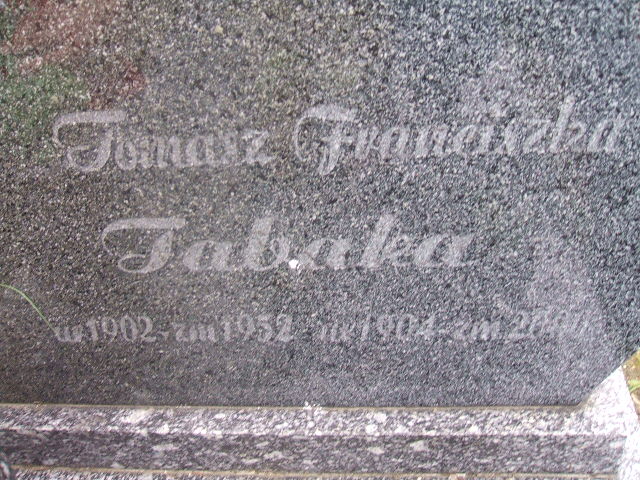 Tomasz Franciszka
Tabaka
ur 1902-zm 1952 ur 1904-zm